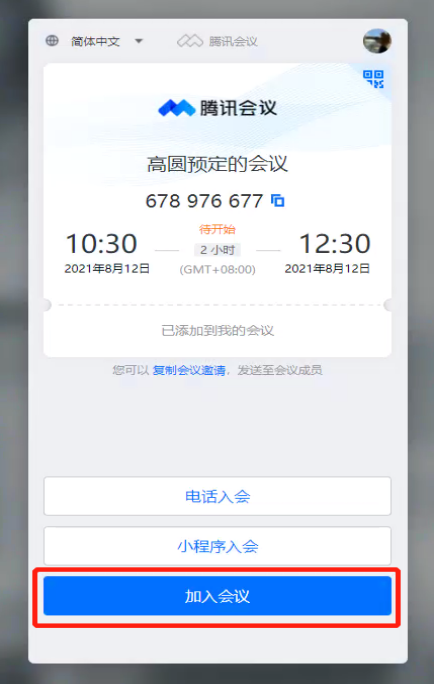 简体中文 腾讯会议
腾讯会议
高圆预定的会议
678 976 677
待开始
10:30 2 小时 12:30
2021年8月12日 (GMT+08:00) 2021年8月12日
已添加到我的会议
您可以 复制会议邀请，发送至会议成员
电话入会
小程序入会
加入会议